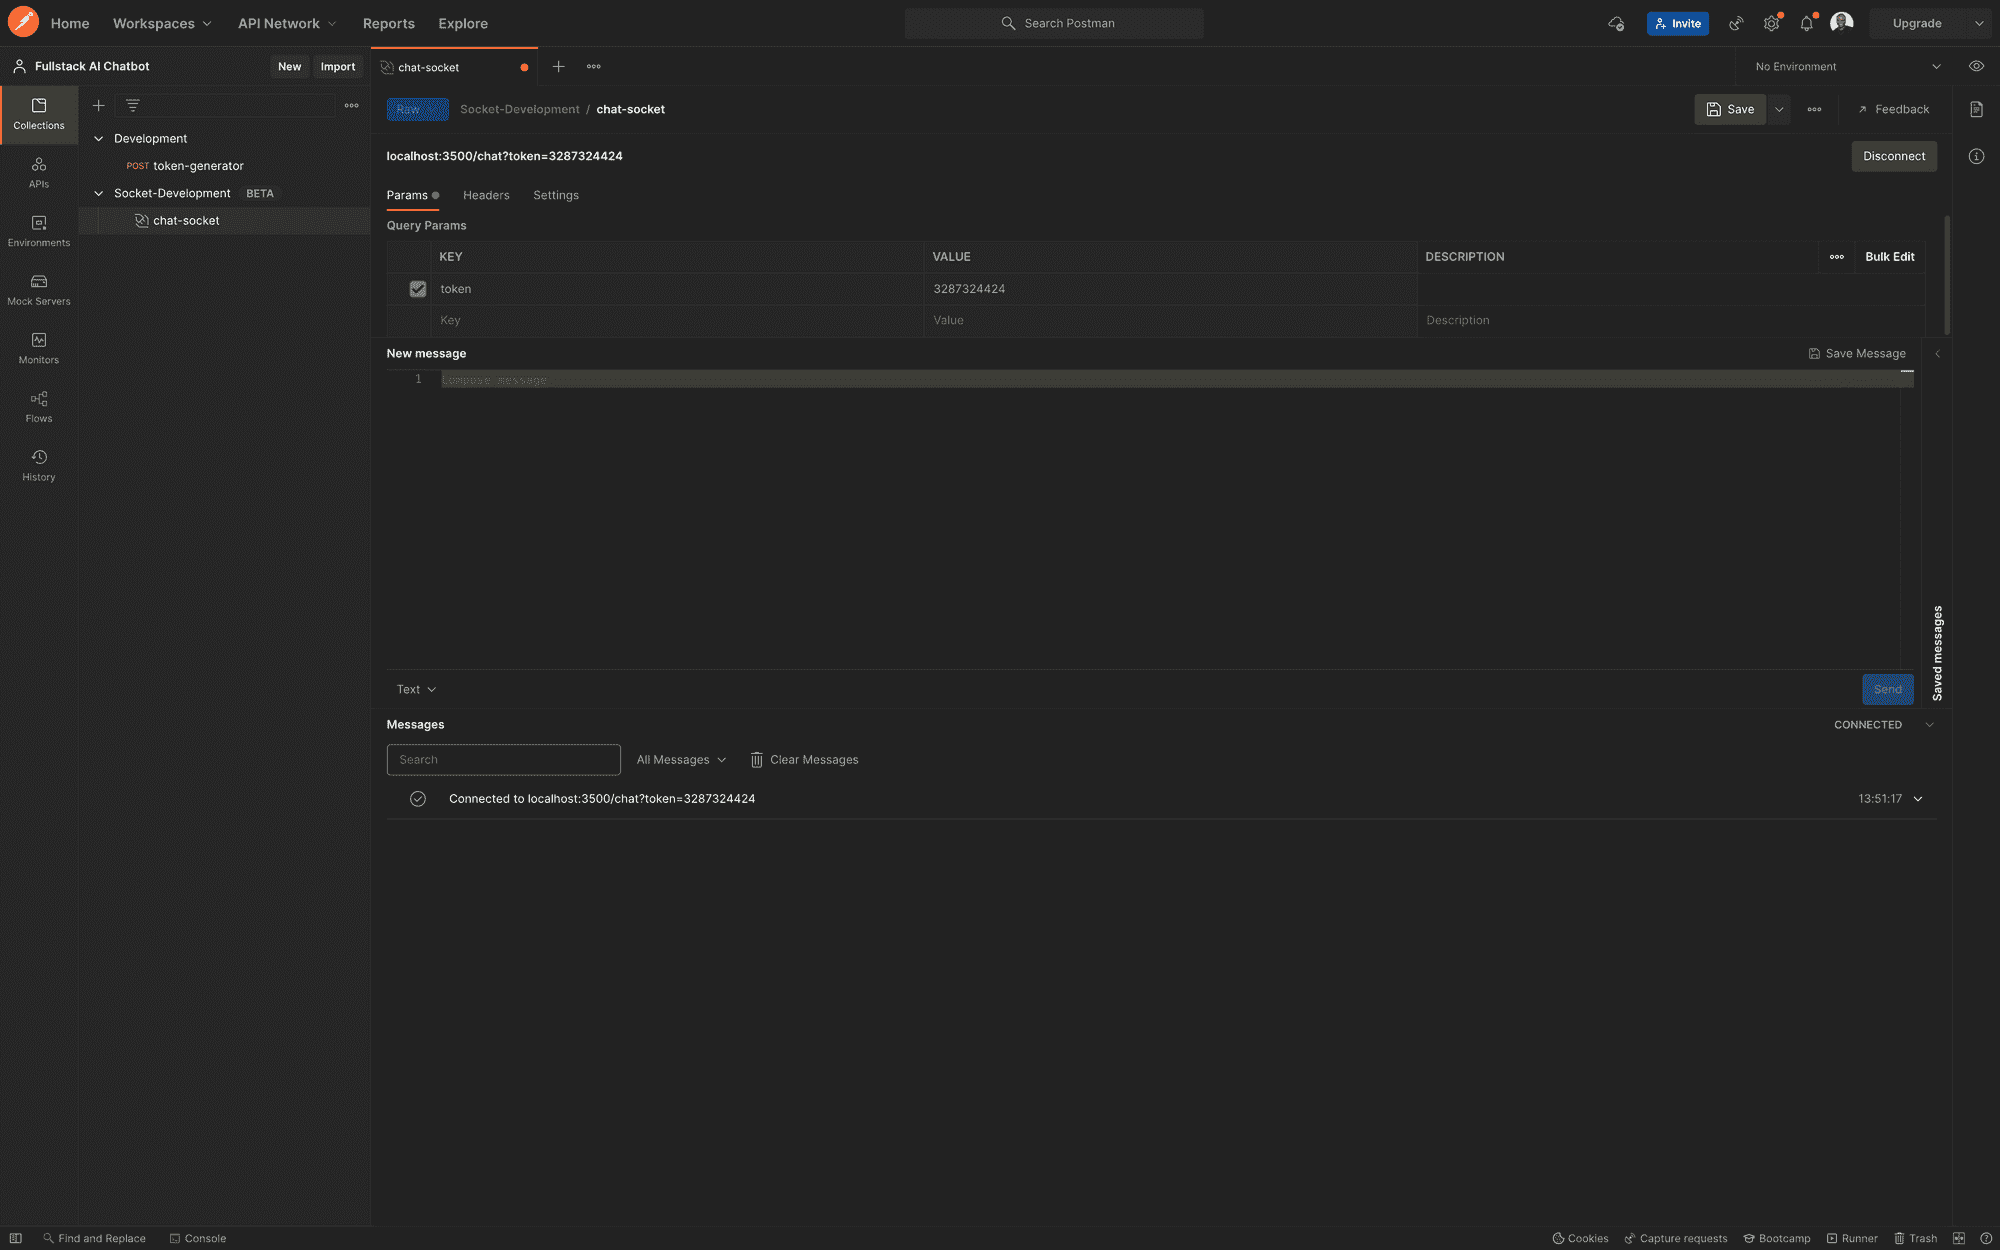 Home Workspaces API Network Reports Explore Search Postman Invite Upgrade
Fullstack AI Chatbot New Import chat-socket No Environment
Collections
APIs
Environments
Mock Servers
Monitors
Flows
History
Development
POST token-generator
Socket-Development BETA
chat-socket
Raw Socket-Development / chat-socket Save Feedback
localhost:3500/chat?token=3287324424 Disconnect
Params Headers Settings
Query Params
KEY VALUE DESCRIPTION Bulk Edit
token 3287324424
Key Value Description
New message Save Message
1 Compose message
Text Send
Saved messages
Messages CONNECTED
Search All Messages Clear Messages
Connected to localhost:3500/chat?token=3287324424 13:51:17
Find and Replace Console Cookies Capture requests Bootcamp Runner Trash